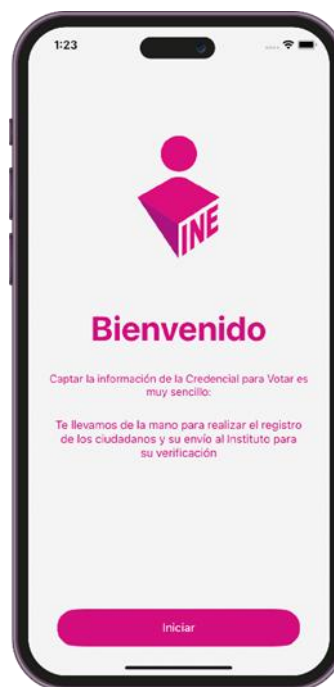 1:23
INE
Bienvenido
Captar la información de la Credencial para Votar es
muy sencillo:
Te llevamos de la mano para realizar el registro
de los ciudadanos y su envío al Instituto para
su verificación
Iniciar